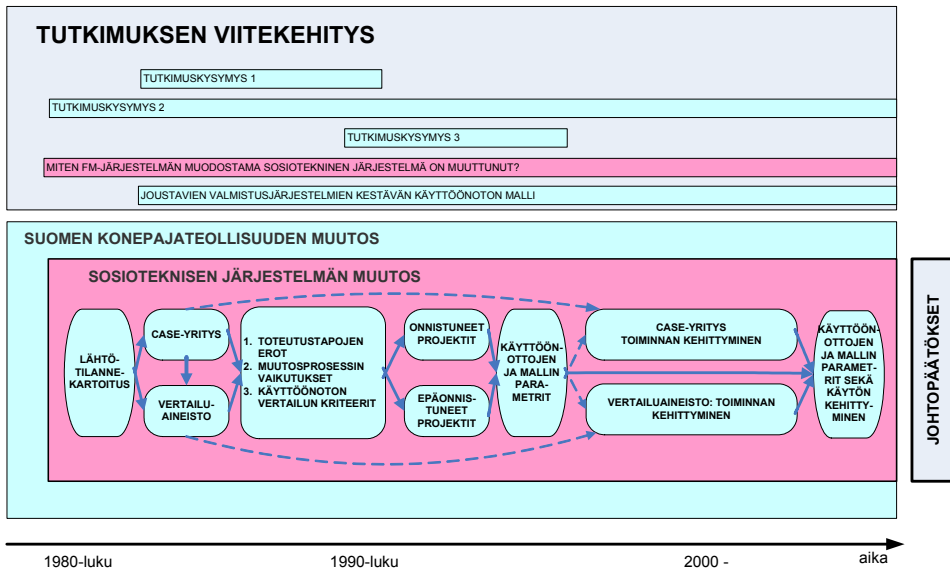 TUTKIMUKSEN VIITEKEHITYS
TUTKIMUSKYSYMYS 1
TUTKIMUSKYSYMYS 2
TUTKIMUSKYSYMYS 3
MITEN FM-JÄRJESTELMÄN MUODOSTAMA SOSIOTEKNINEN JÄRJESTELMÄ ON MUUTTUNUT?
JOUSTAVIEN VALMISTUSJÄRJESTELMIEN KESTÄVÄN KÄYTTÖÖNOTON MALLI
SUOMEN KONEPAJATEOLLISUUDEN MUUTOS
SOSIOTEKNISEN JÄRJESTELMÄN MUUTOS
LÄHTÖ-
TILANNE-
KARTOITUS
CASE-YRITYS
VERTAILU-
AINEISTO
1. TOTEUTUSTAPOJEN
EROT
2. MUUTOSPROSESSIN
VAIKUTUKSET
3. KÄYTTÖÖNOTON
VERTAILUN KRITEERIT
ONNISTUNEET
PROJEKTIT
EPÄONNIS-
TUNEET
PROJEKTIT
KÄYTTÖÖN-
OTTOJEN
JA MALLIN
PARA-
METRIT
CASE-YRITYS
TOIMINNAN KEHITTYMINEN
VERTAILUAINEISTO: TOIMINNAN
KEHITTYMINEN
KÄYTTÖÖN-
OTTOJEN
JA MALLIN
PARAMET-
RIT SEKÄ
KÄYTÖN
KEHITTY-
MINEN
JOHTOPÄÄTÖKSET
1980-luku
1990-luku
2000 -
aika